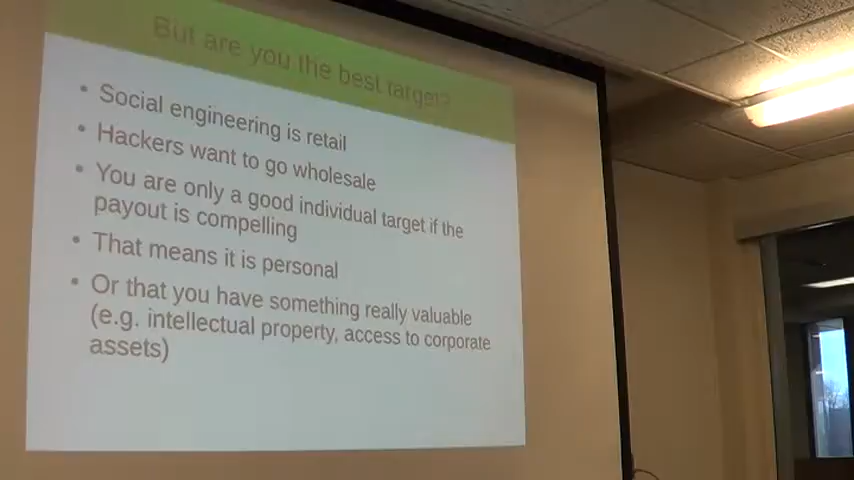 But are you the best target?
• Social engineering is retail
• Hackers want to go wholesale
• You are only a good individual target if the
payout is compelling
• That means it is personal
• Or that you have something really valuable
(e.g. intellectual property, access to corporate
assets)